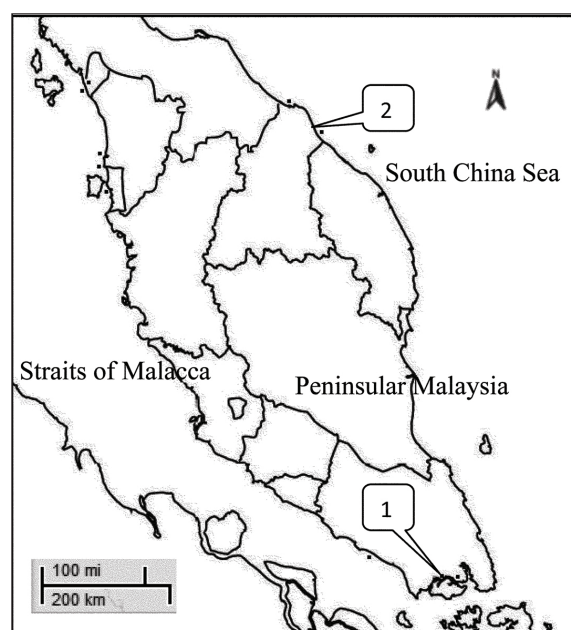 N
2
South China Sea
Straits of Malacca
Peninsular Malaysia
1
100 mi
200 km